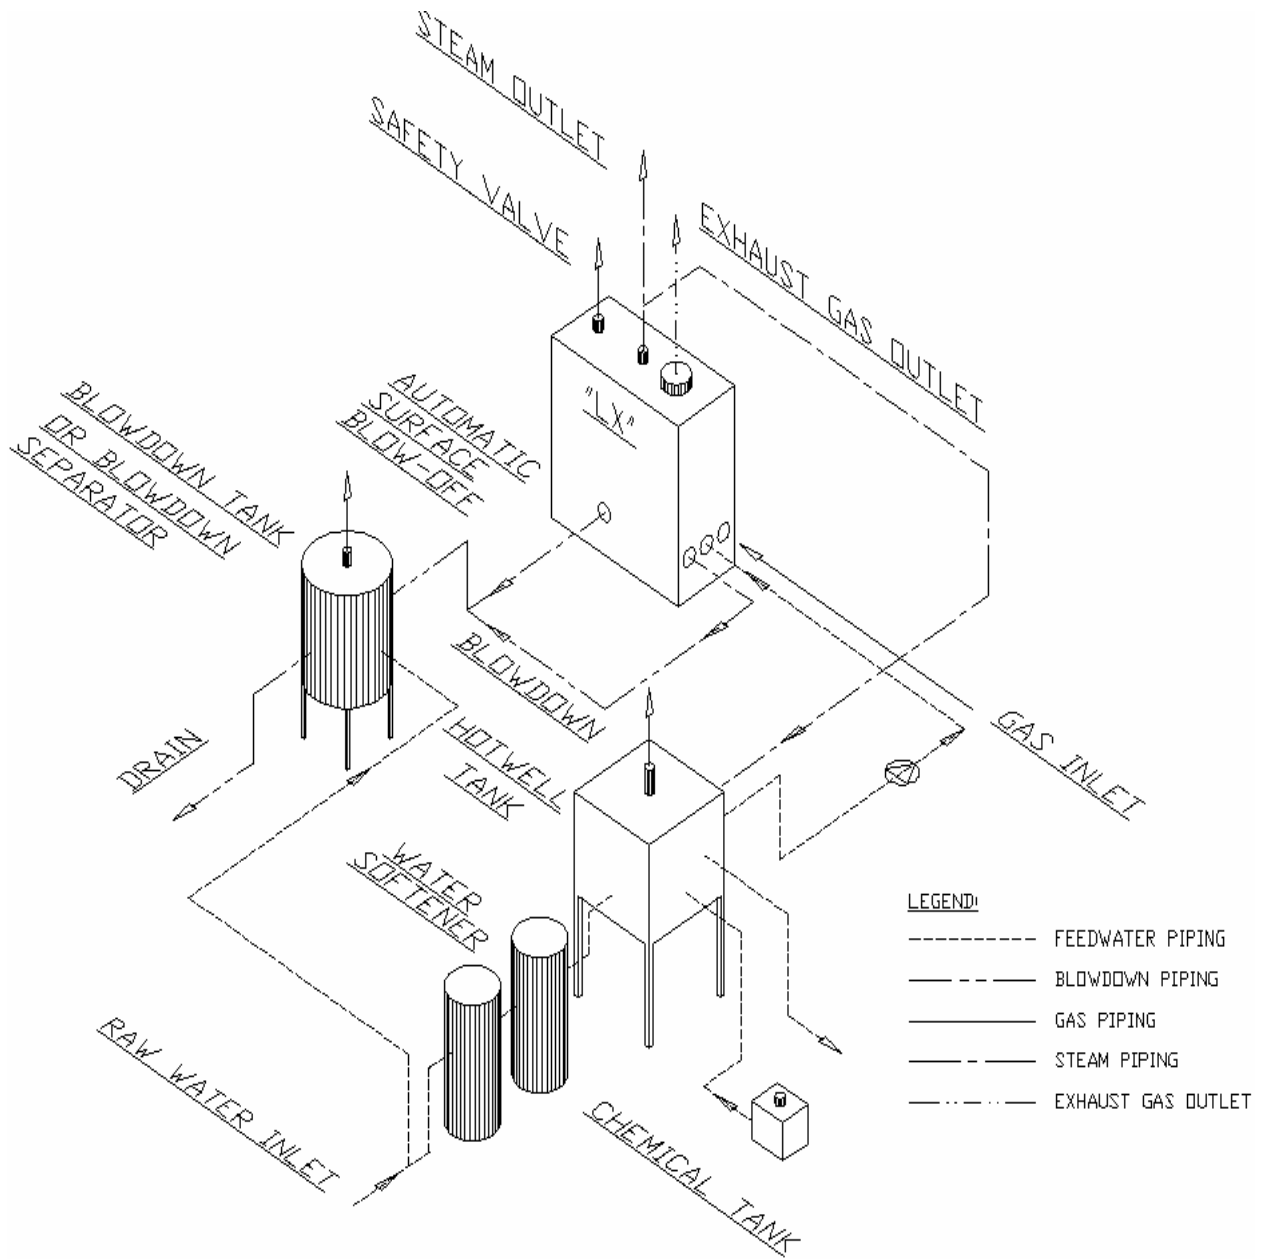 STEAM OUTLET
SAFETY VALVE
EXHAUST GAS OUTLET
"LX"
AUTOMATIC
SURFACE
BLOW-OFF
BLOWDOWN TANK
OR BLOWDOWN
SEPARATOR
BLOWDOWN
DRAIN
HOTWELL
TANK
GAS INLET
WATER
SOFTENER
RAW WATER INLET
CHEMICAL TANK
LEGEND:
FEEDWATER PIPING
BLOWDOWN PIPING
GAS PIPING
STEAM PIPING
EXHAUST GAS OUTLET